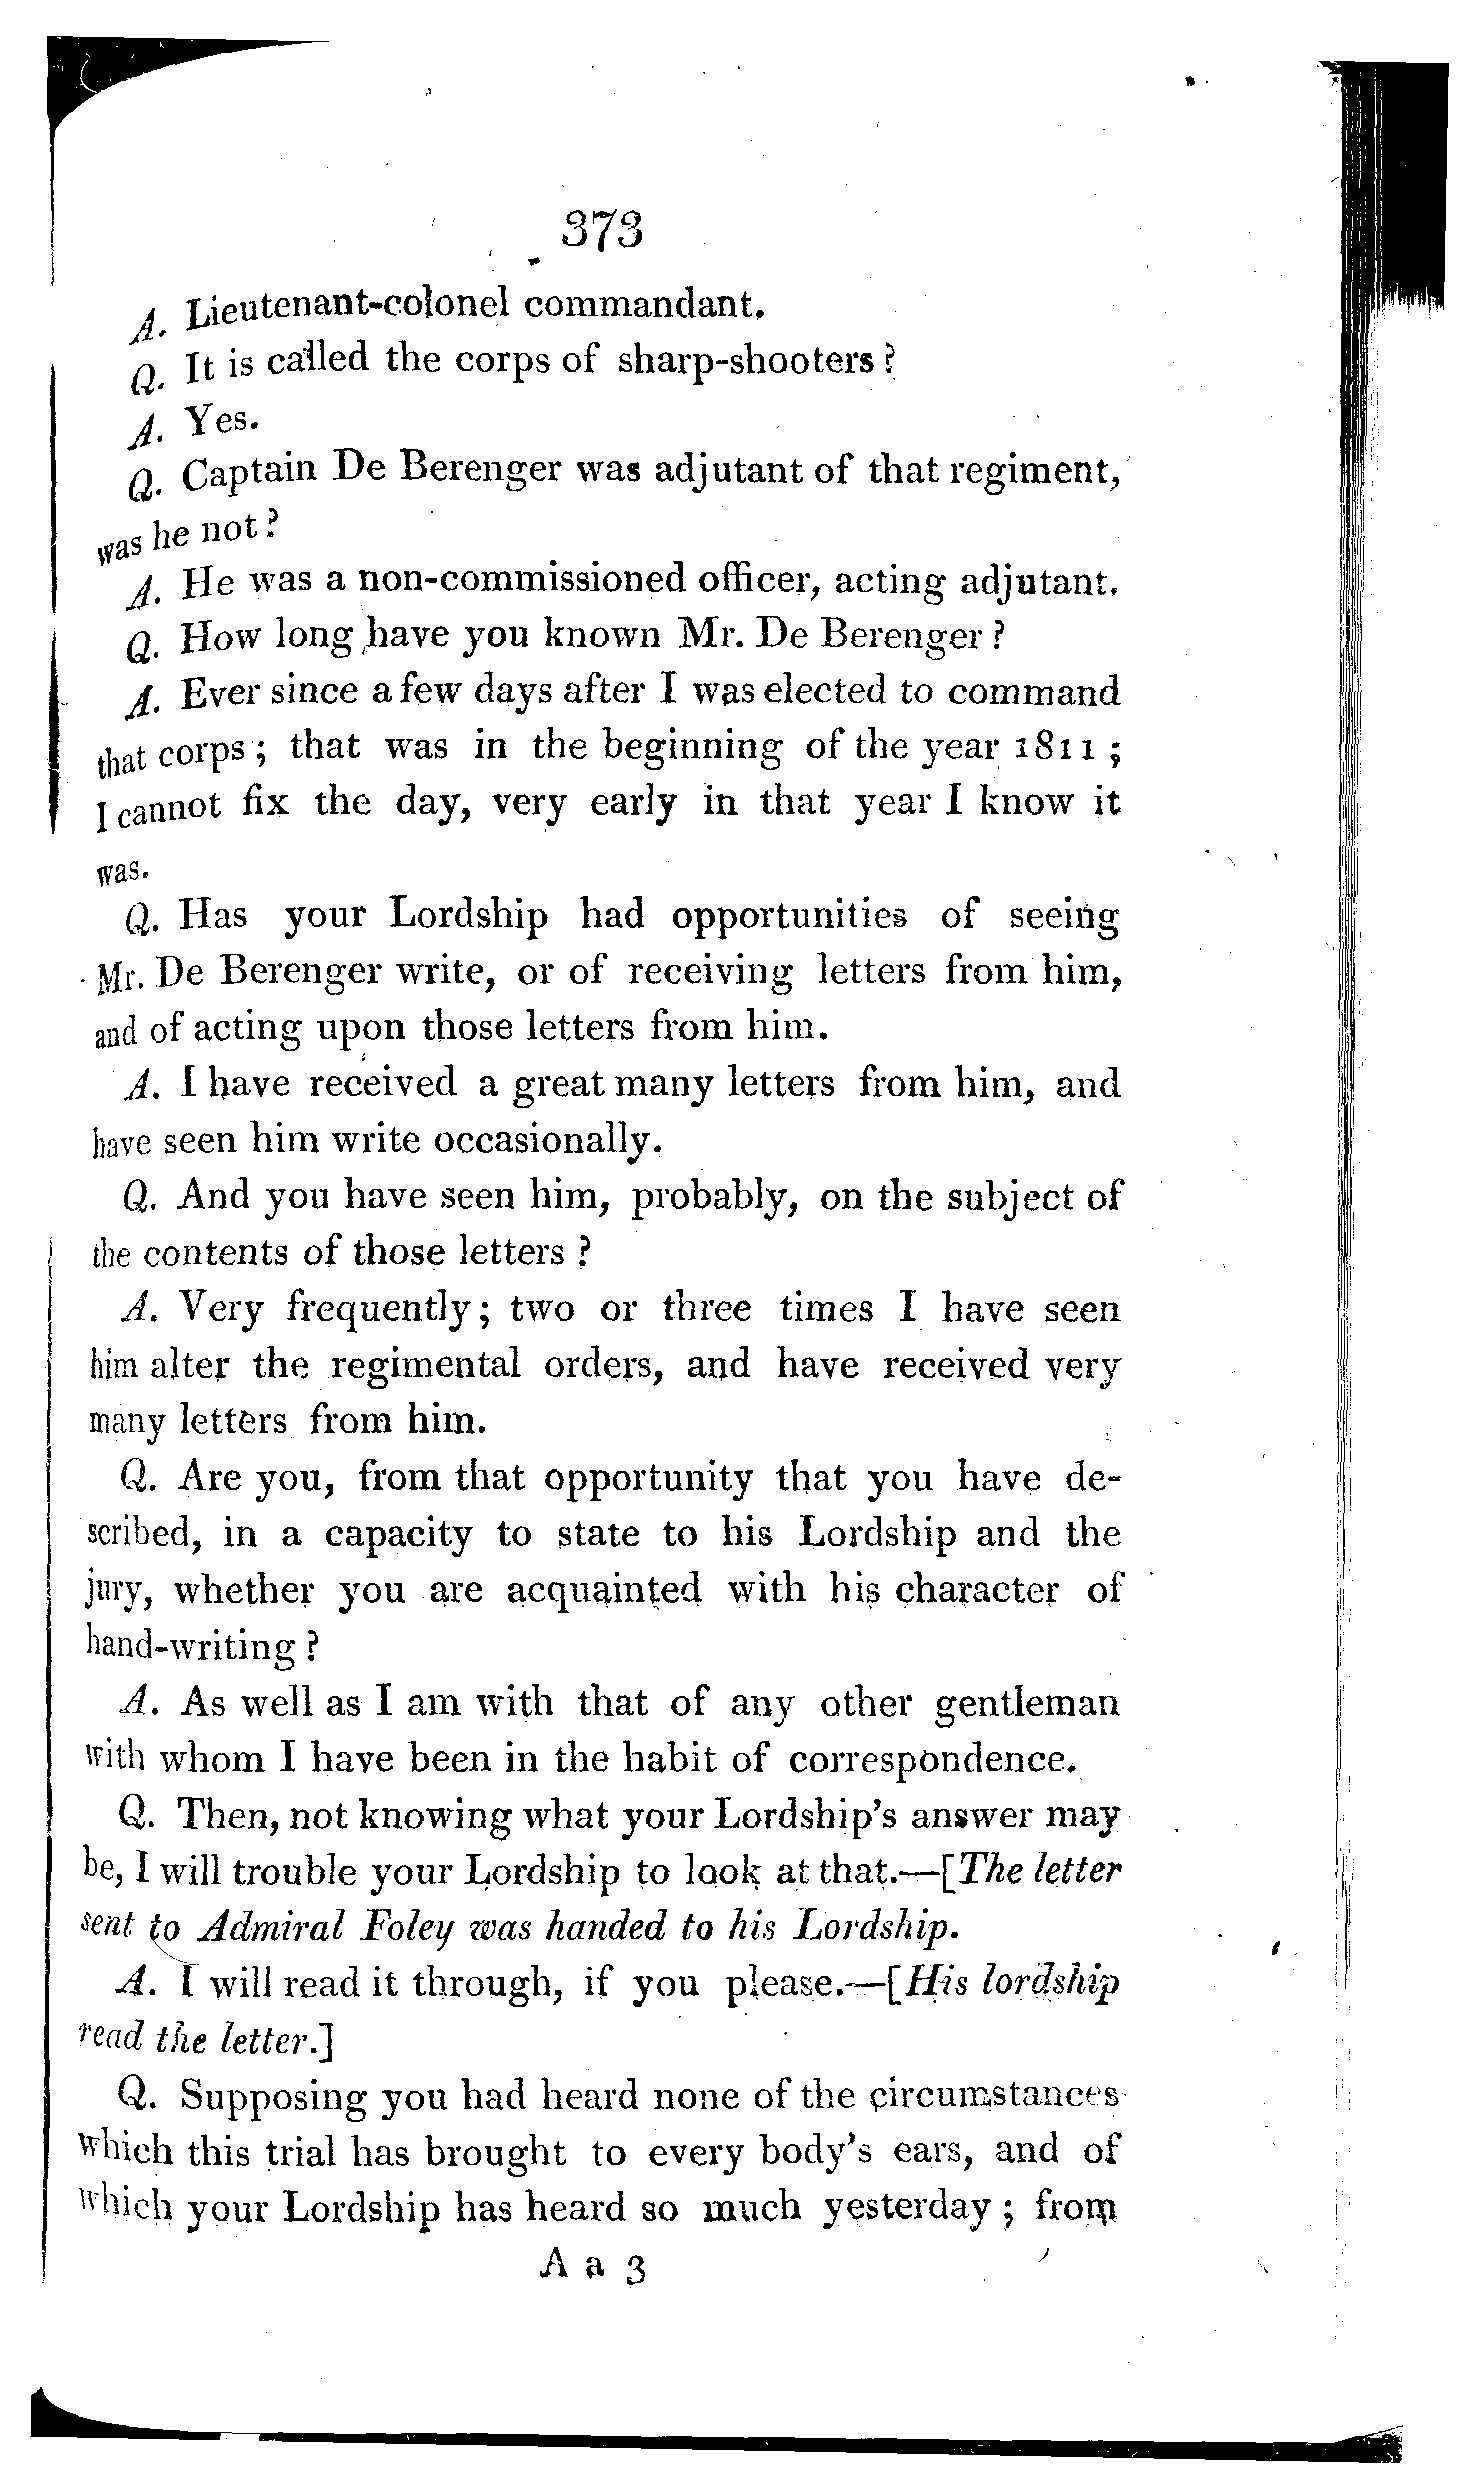 373
A. Lieutenant-colonel commandant.
Q. It is called the corps of sharp-shooters?
A. Yes.
Q. Captain De Berenger was adjutant of that regiment,
was he not?
A. He was a non-commissioned officer, acting adjutant.
Q. How long have you known Mr. De Berenger?
A. Ever since a few days after I was elected to command
that corps; that was in the beginning of the year 1811;
I cannot fix the day, very early in that year I know it
was.
Q. Has your Lordship had opportunities of seeing
Mr. De Berenger write, or of receiving letters from him,
and of acting upon those letters from him.
A. I have received a great many letters from him, and
have seen him write occasionally.
Q. And you have seen him, probably, on the subject of
the contents of those letters?
A. Very frequently; two or three times I have seen
him alter the regimental orders, and have received very
many letters from him.
Q. Are you, from that opportunity that you have de-
scribed, in a capacity to state to his Lordship and the
jury, whether you are acquainted with his character of
hand-writing?
A. As well as I am with that of any other gentleman
with whom I have been in the habit of correspondence.
Q. Then, not knowing what your Lordship's answer may
be, I will trouble your Lordship to look at that.—[The letter
sent to Admiral Foley was handed to his Lordship.
A. I will read it through, if you please.—[His lordship
read the letter.]
Q. Supposing you had heard none of the circumstances
which this trial has brought to every body's ears, and of
which your Lordship has heard so much yesterday; from
A a 3